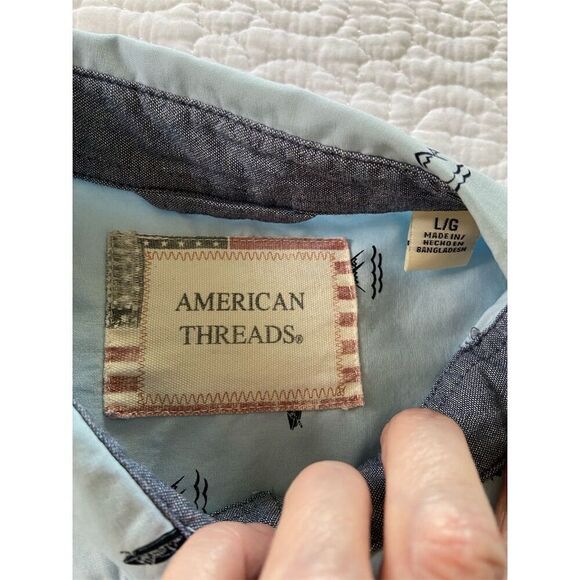 AMERICAN
THREADS®
L/G
MADE IN/
HECHO EN
BANGLADESH